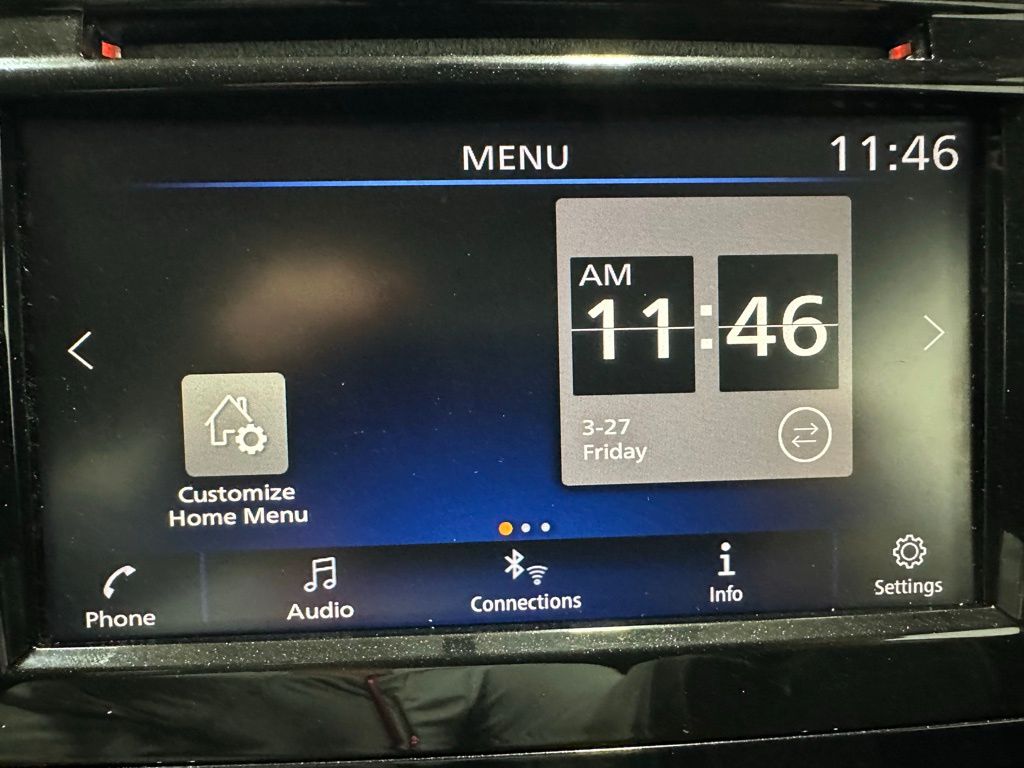 MENU
11:46
AM
11:46
3-27
Friday
Customize
Home Menu
Phone
Audio
Connections
Info
Settings